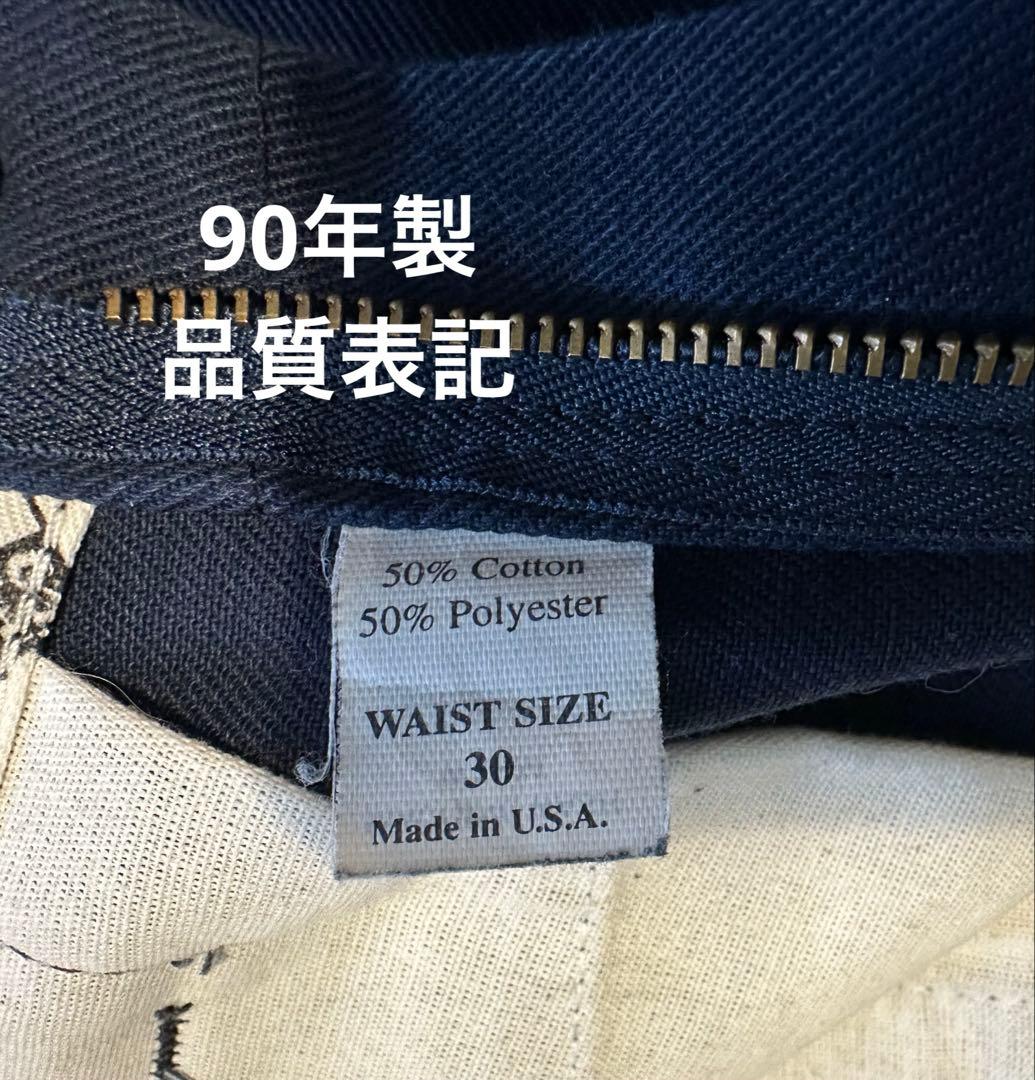 90年製
品質表記
50% Cotton
50% Polyester
WAIST SIZE
30
Made in U.S.A.